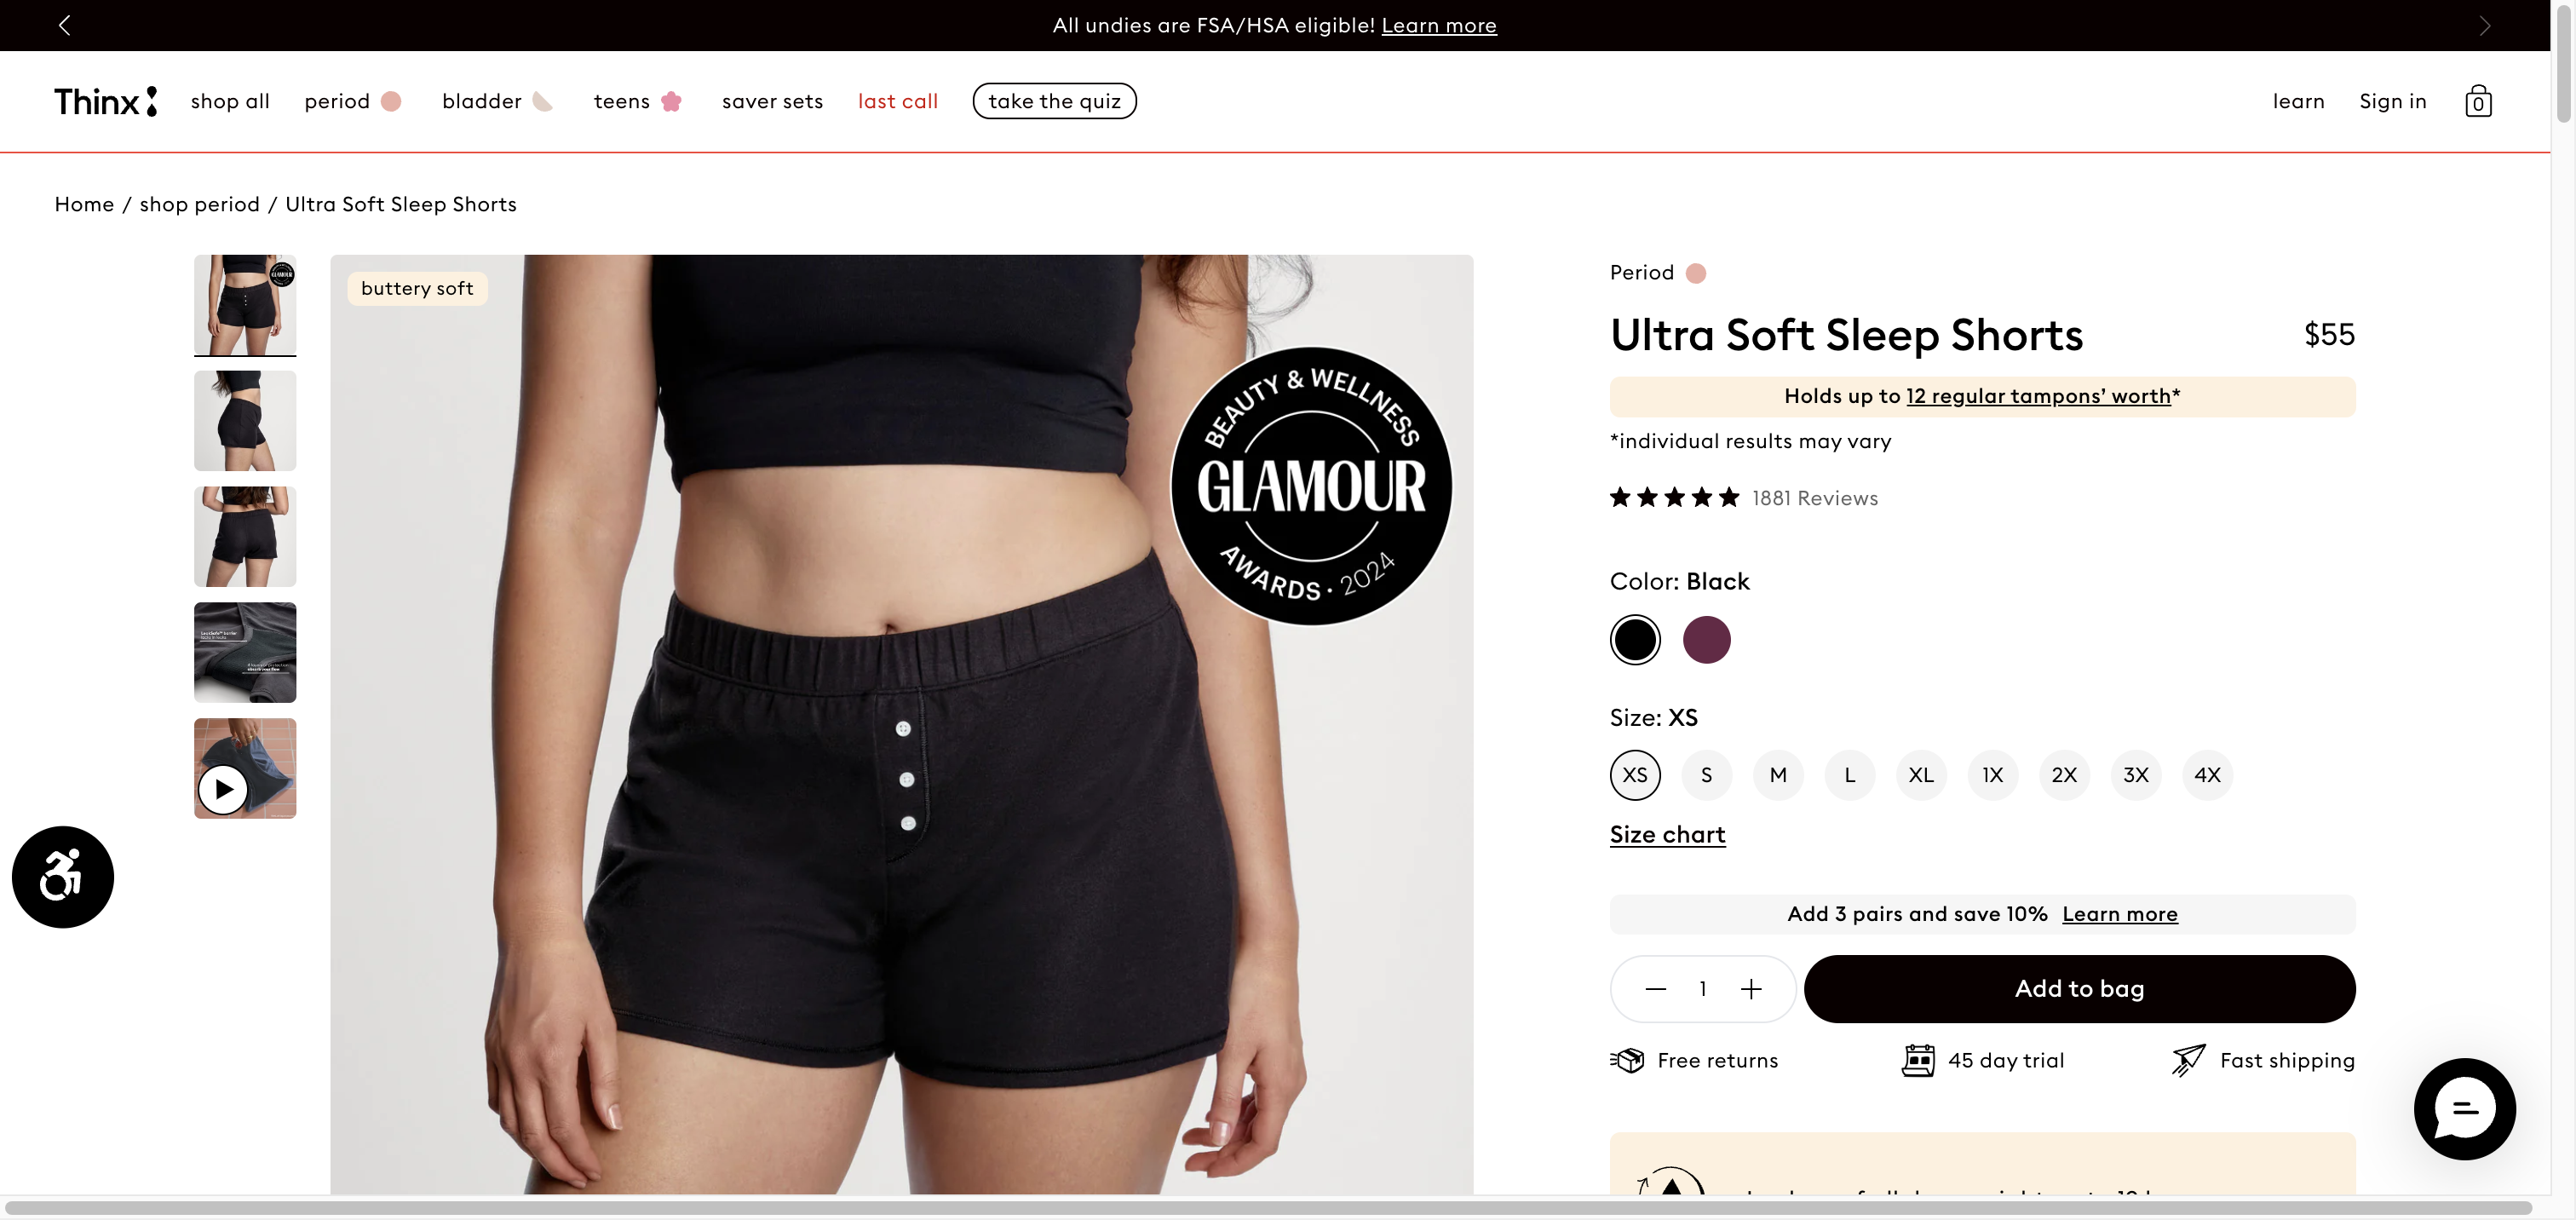 All undies are FSA/HSA eligible! Learn more
Thinx
shop all
period
bladder
teens
saver sets
last call
take the quiz
learn
Sign in
0
Home / shop period / Ultra Soft Sleep Shorts
buttery soft
BEAUTY & WELLNESS
GLAMOUR
AWARDS · 2024
Period
Ultra Soft Sleep Shorts
$55
Holds up to 12 regular tampons’ worth*
*individual results may vary
1881 Reviews
Color: Black
Size: XS
XS
S
M
L
XL
1X
2X
3X
4X
Size chart
Add 3 pairs and save 10% Learn more
1
Add to bag
Free returns
45 day trial
Fast shipping